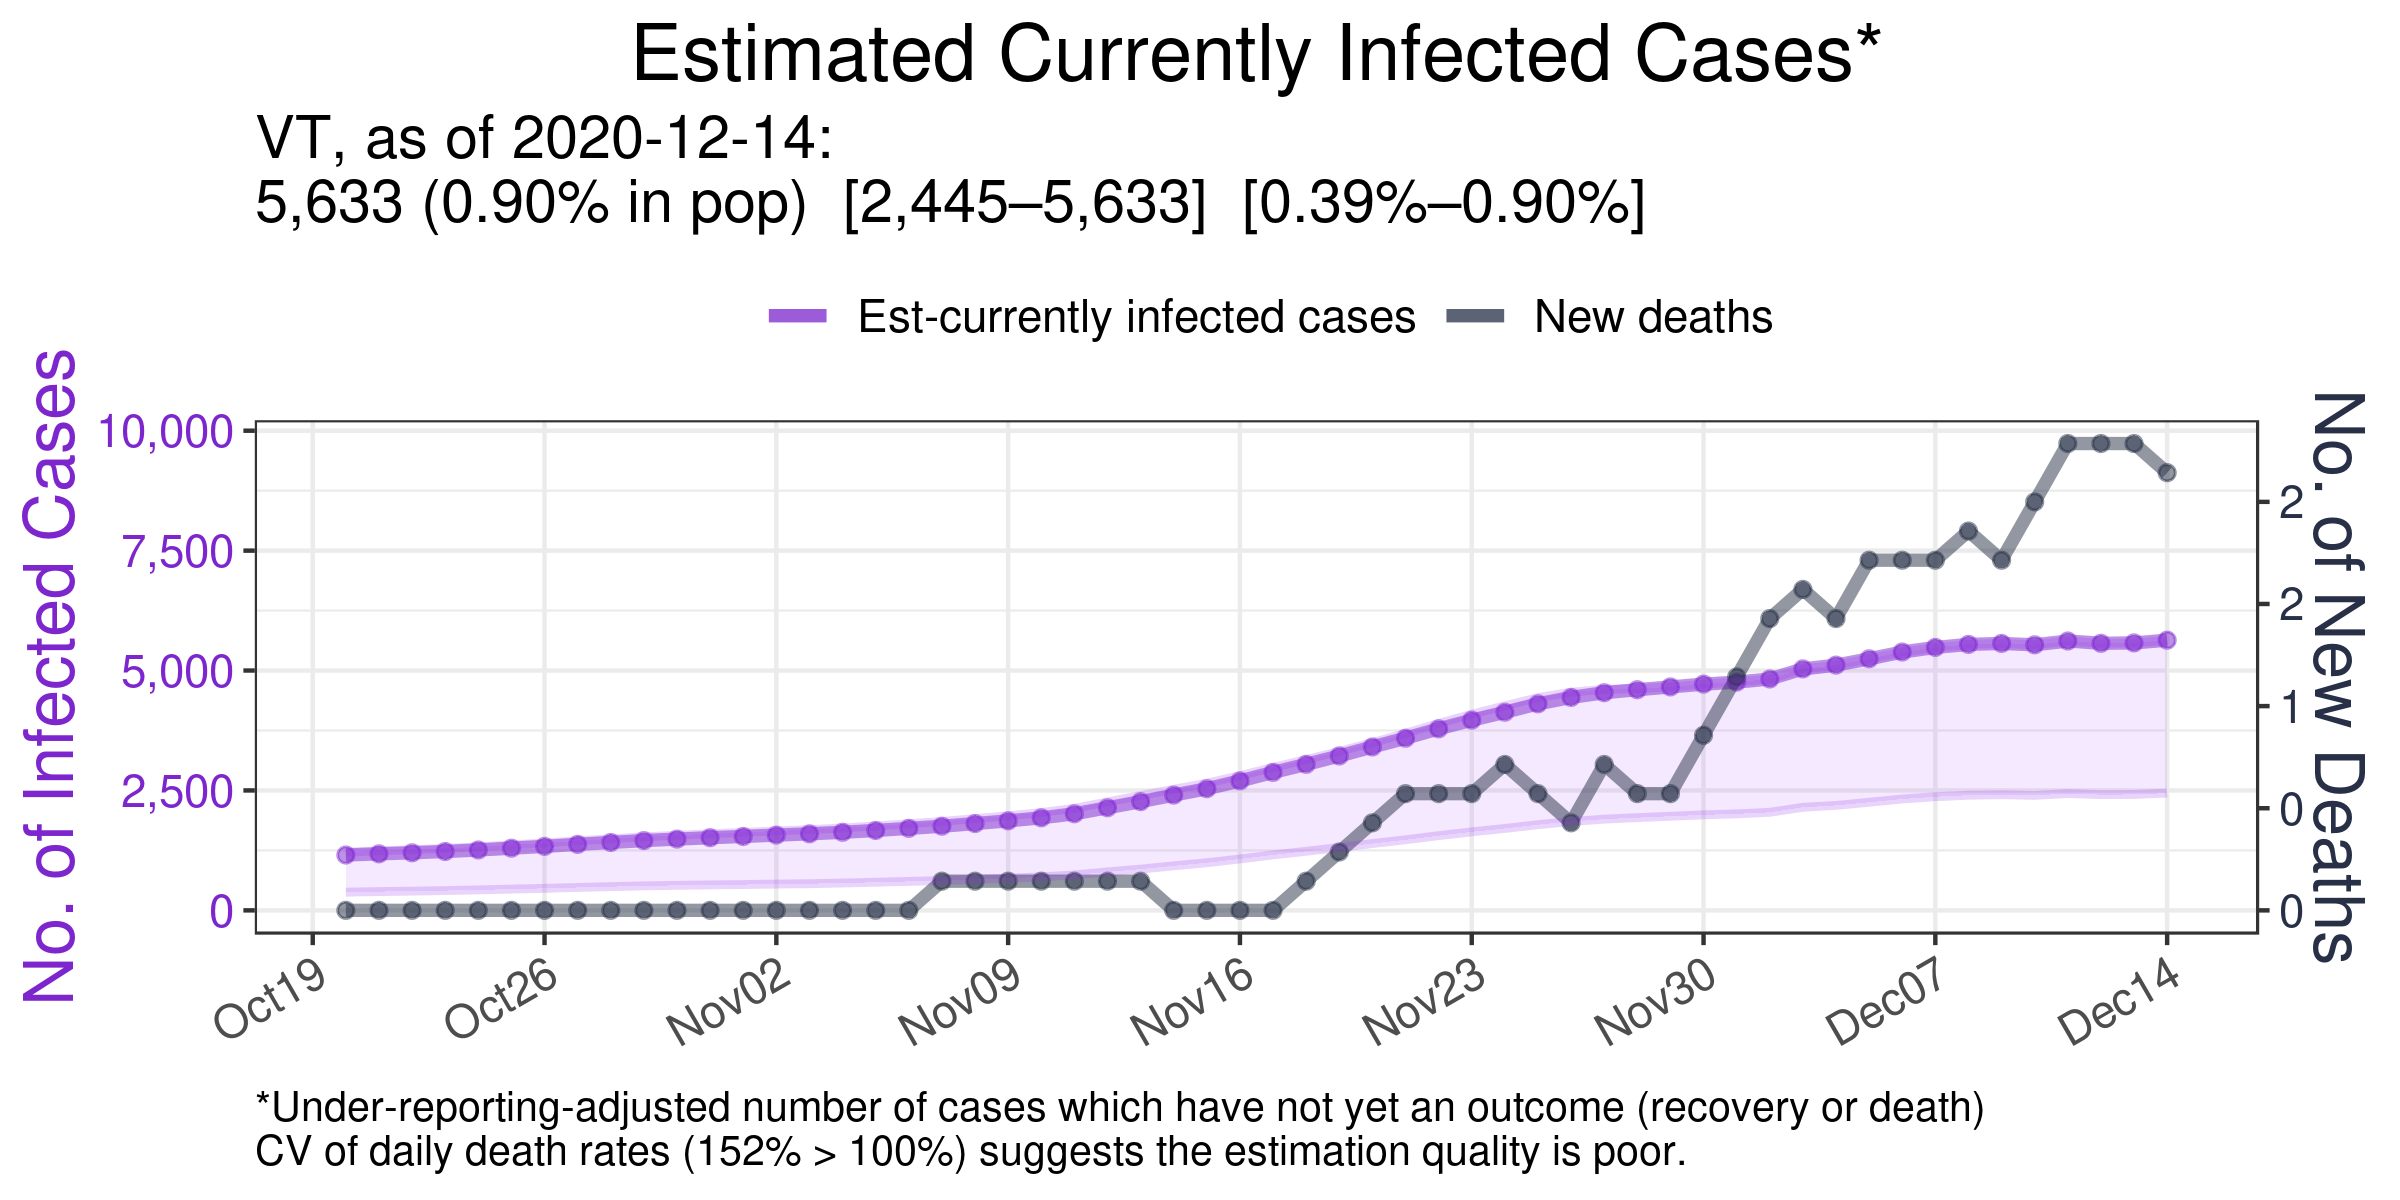 Estimated Currently Infected Cases*
VT, as of 2020-12-14:
5,633 (0.90% in pop)  [2,445–5,633]  [0.39%–0.90%]
Est-currently infected cases
New deaths
No. of Infected Cases
10,000
7,500
5,000
2,500
0
No. of New Deaths
2
2
1
0
0
Oct19
Oct26
Nov02
Nov09
Nov16
Nov23
Nov30
Dec07
Dec14
*Under-reporting-adjusted number of cases which have not yet an outcome (recovery or death)
CV of daily death rates (152% > 100%) suggests the estimation quality is poor.